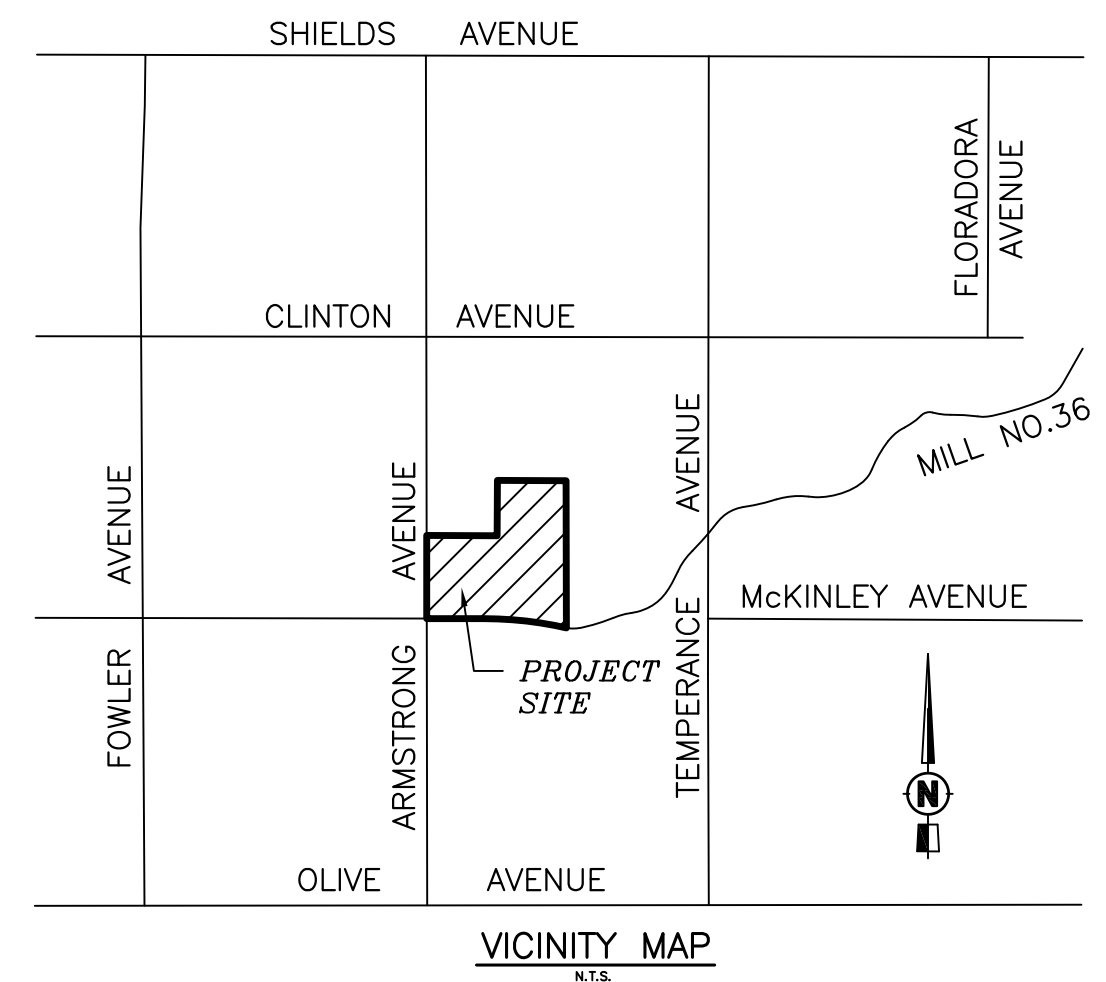 SHIELDS AVENUE
FLORADORA
AVENUE
CLINTON AVENUE
MILL NO.36
FOWLER AVENUE
ARMSTRONG AVENUE
TEMPERANCE AVENUE
McKINLEY AVENUE
PROJECT
SITE
N
OLIVE AVENUE
VICINITY MAP
N.T.S.